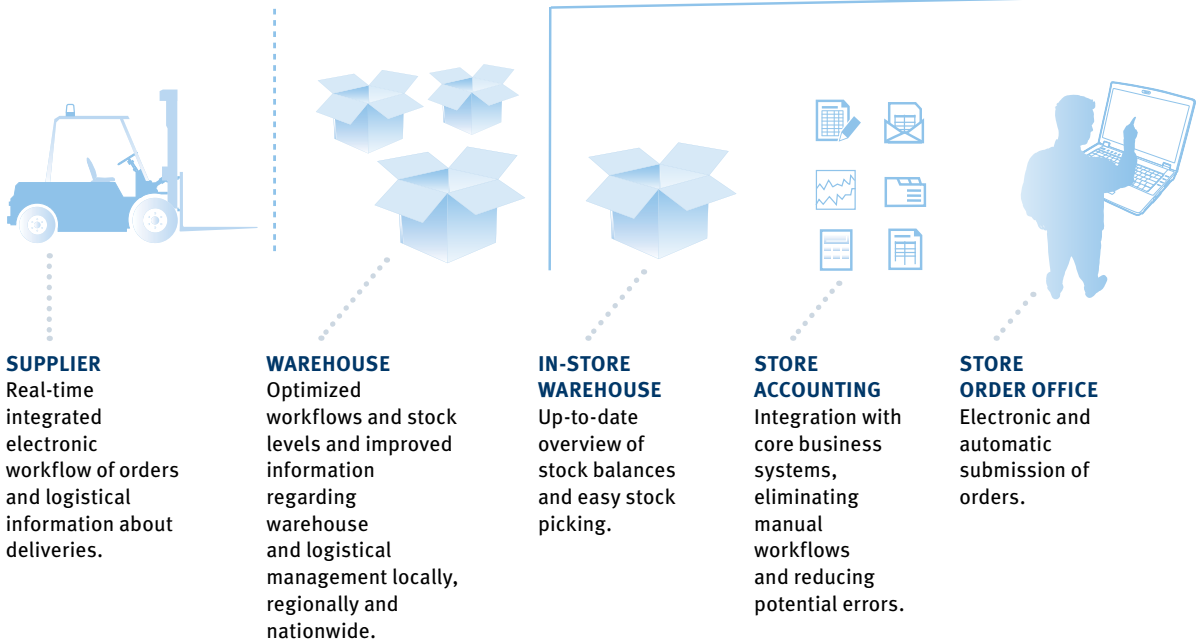 SUPPLIER
Real-time
integrated
electronic
workflow of orders
and logistical
information about
deliveries.
WAREHOUSE
Optimized
workflows and stock
levels and improved
information
regarding
warehouse
and logistical
management locally,
regionally and
nationwide.
IN-STORE
WAREHOUSE
Up-to-date
overview of
stock balances
and easy stock
picking.
STORE
ACCOUNTING
Integration with
core business
systems,
eliminating
manual
workflows
and reducing
potential errors.
STORE
ORDER OFFICE
Electronic and
automatic
submission of
orders.